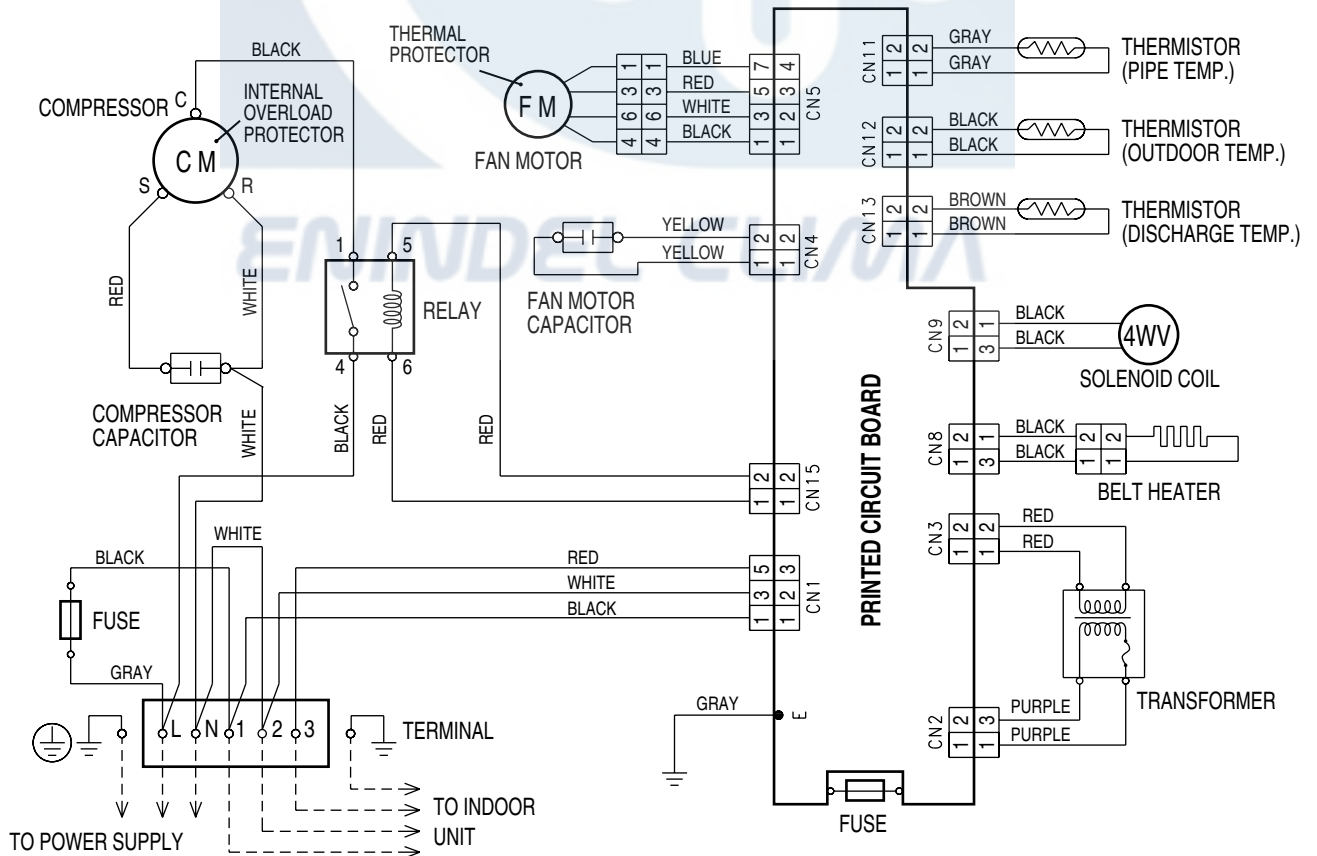 BLACK
COMPRESSOR
C
INTERNAL
OVERLOAD
PROTECTOR
C M
S
R
RED
WHITE
COMPRESSOR
CAPACITOR
WHITE
1
5
RELAY
4
6
BLACK
RED
RED
THERMAL
PROTECTOR
F M
FAN MOTOR
1 1 BLUE 7 4
3 3 RED 5 3
6 6 WHITE 3 2
4 4 BLACK 1 1
CN5
YELLOW 2 2
YELLOW 1 1
CN4
FAN MOTOR
CAPACITOR
ENINDEL CLIMA
CN11
2 2 GRAY
1 1 GRAY
THERMISTOR
(PIPE TEMP.)
CN12
2 2 BLACK
1 1 BLACK
THERMISTOR
(OUTDOOR TEMP.)
CN13
2 2 BROWN
1 1 BROWN
THERMISTOR
(DISCHARGE TEMP.)
CN9
2 1 BLACK
1 3 BLACK
4WV
SOLENOID COIL
CN8
2 1 BLACK 2 2
1 3 BLACK 1 1
BELT HEATER
CN3
2 2 RED
1 1 RED
TRANSFORMER
CN2
2 3 PURPLE
1 1 PURPLE
PRINTED CIRCUIT BOARD
2 2
1 1
CN15
WHITE
BLACK
FUSE
GRAY
RED 5 3
WHITE 3 2
BLACK 1 1
CN1
GRAY
E
L N 1 2 3
TERMINAL
TO POWER SUPPLY
TO INDOOR
UNIT
FUSE